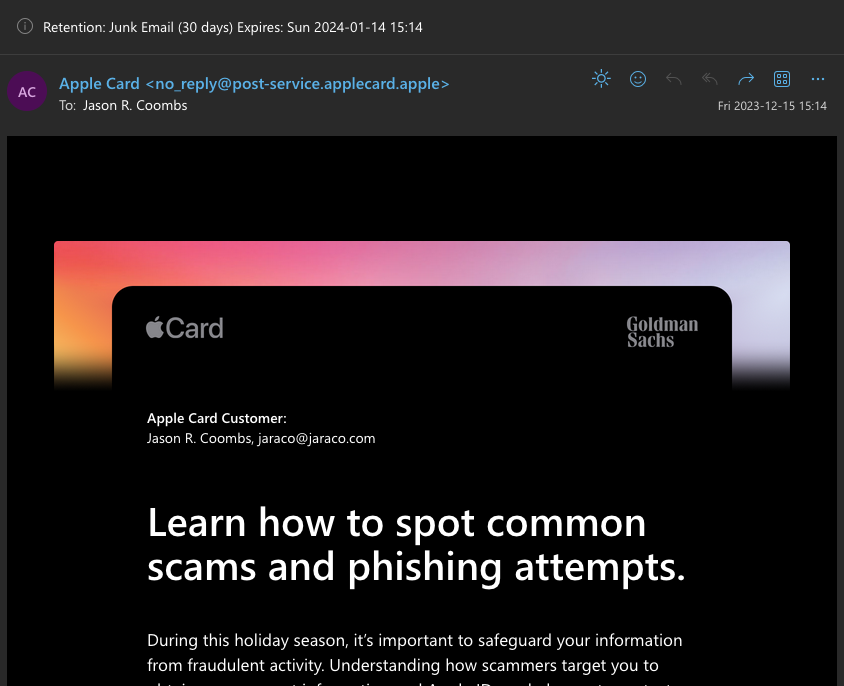 Retention: Junk Email (30 days) Expires: Sun 2024-01-14 15:14
AC
Apple Card <no_reply@post-service.applecard.apple>
To: Jason R. Coombs
Fri 2023-12-15 15:14
Card
Goldman
Sachs
Apple Card Customer:
Jason R. Coombs, jaraco@jaraco.com
Learn how to spot common
scams and phishing attempts.
During this holiday season, it’s important to safeguard your information
from fraudulent activity. Understanding how scammers target you to